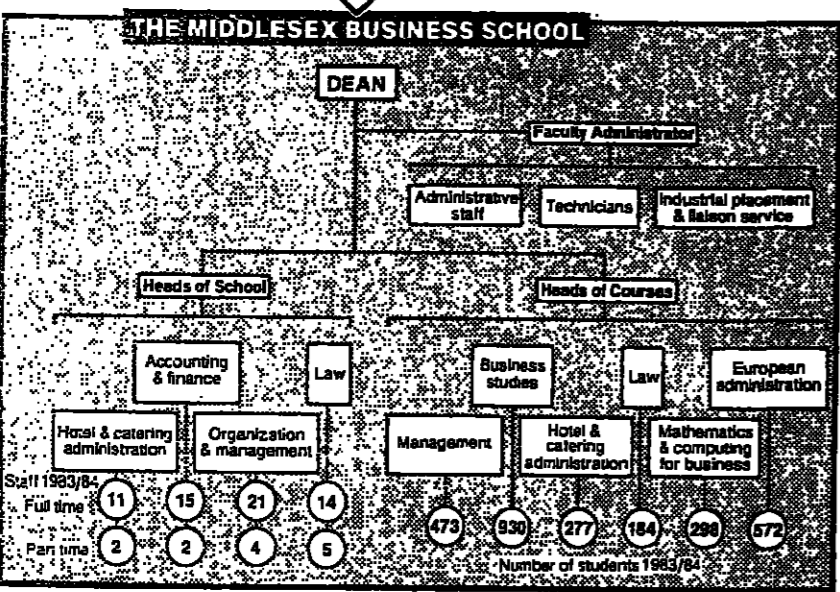 THE MIDDLESEX BUSINESS SCHOOL
DEAN
Faculty Administrator
Administrative
staff
Technicians
Industrial placement
& liaison service
Heads of School
Heads of Courses
Accounting
& finance
Law
Hotel & catering
administration
Organization
& management
Business
studies
Law
European
administration
Management
Hotel &
catering
administration
Mathematics
& computing
for business
Staff 1983/84
Full time 11 15 21 14
Part time 2 2 4 5
473 930 277 184 298 572
Number of students 1983/84